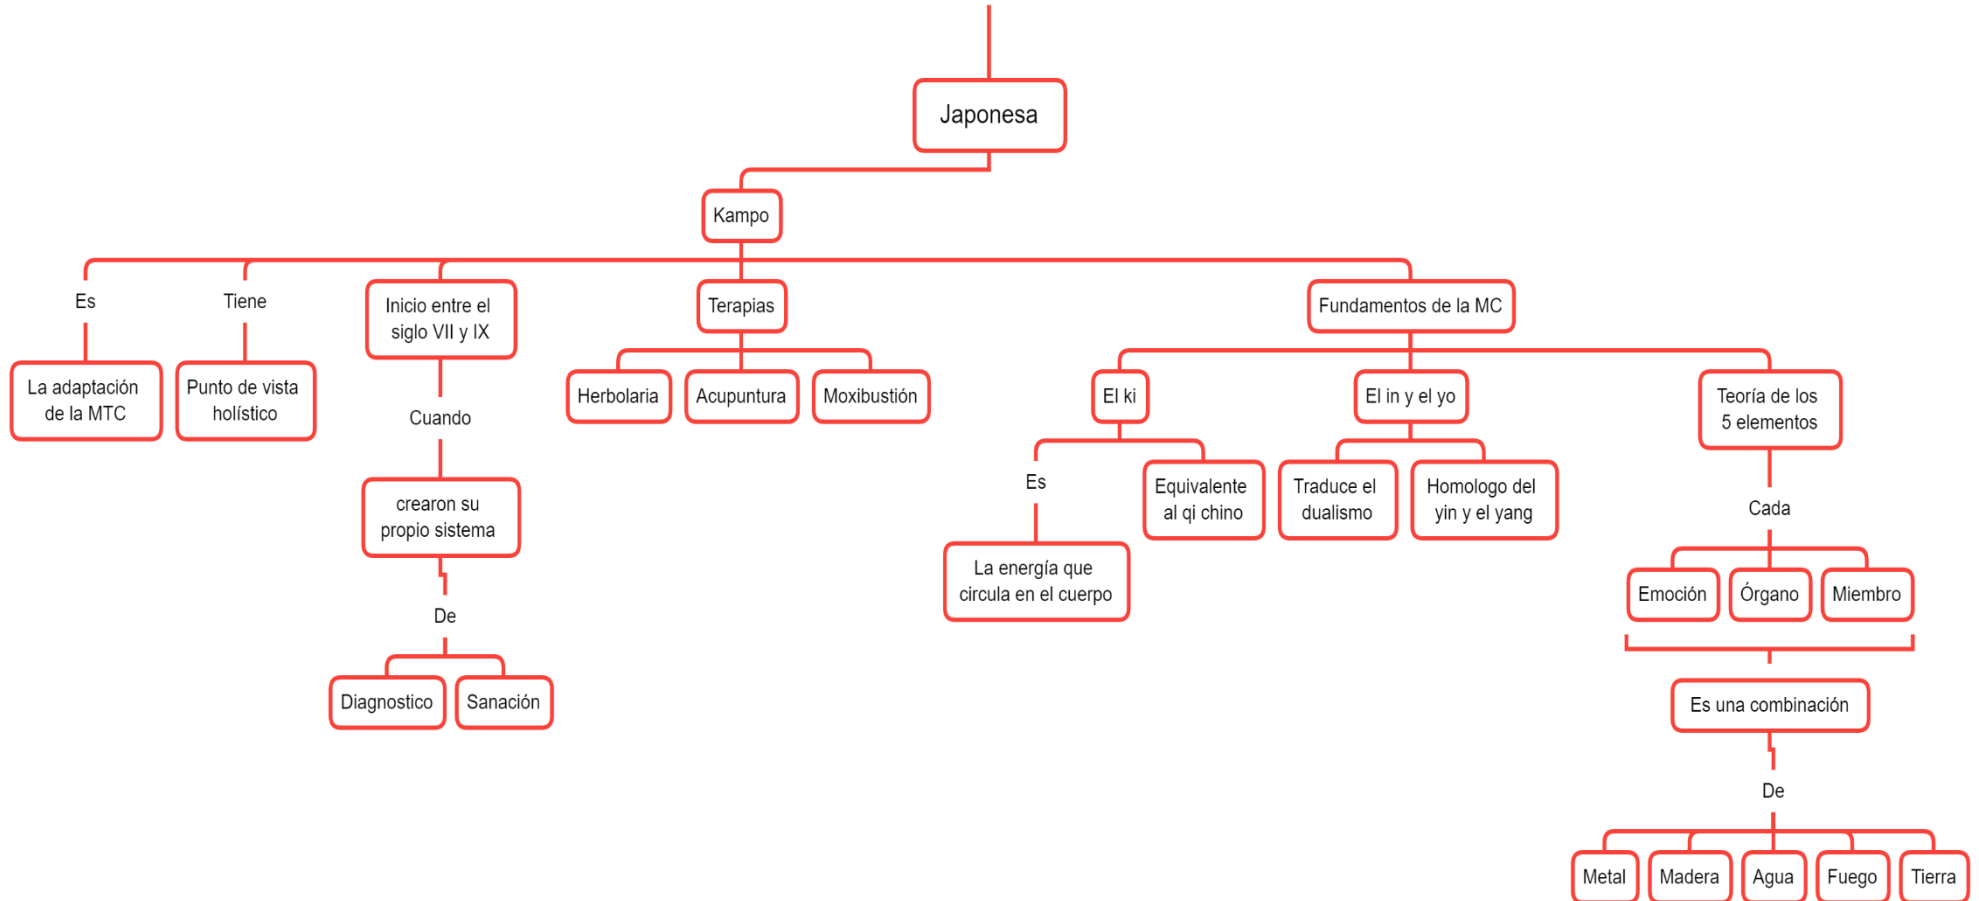 Japonesa
Kampo
Es
Tiene
Inicio entre el
siglo VII y IX
Terapias
Fundamentos de la MC
La adaptación
de la MTC
Punto de vista
holístico
Cuando
Herbolaria
Acupuntura
Moxibustión
El ki
El in y el yo
Teoría de los
5 elementos
crearon su
propio sistema
Es
Equivalente
al qi chino
Traduce el
dualismo
Homologo del
yin y el yang
Cada
La energía que
circula en el cuerpo
Emoción
Órgano
Miembro
De
Diagnostico
Sanación
Es una combinación
De
Metal
Madera
Agua
Fuego
Tierra